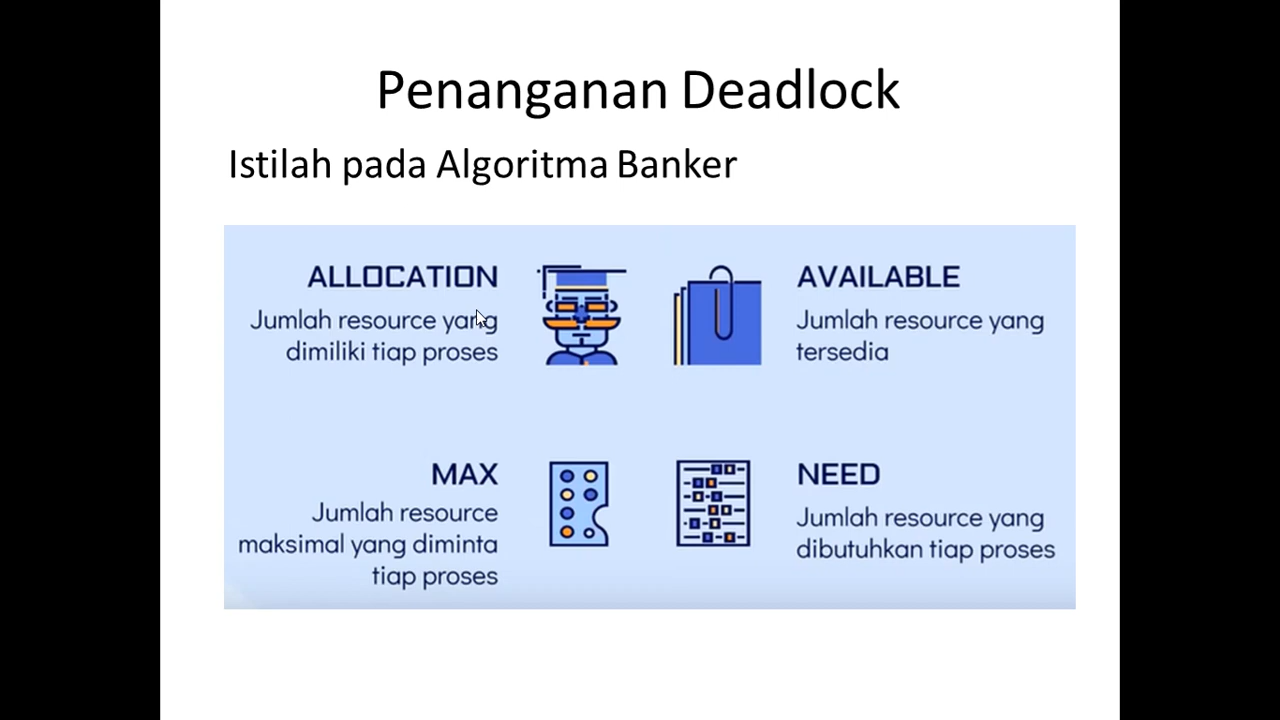 Penanganan Deadlock
Istilah pada Algoritma Banker
ALLOCATION
Jumlah resource yang
dimiliki tiap proses
AVAILABLE
Jumlah resource yang
tersedia
MAX
Jumlah resource
maksimal yang diminta
tiap proses
NEED
Jumlah resource yang
dibutuhkan tiap proses